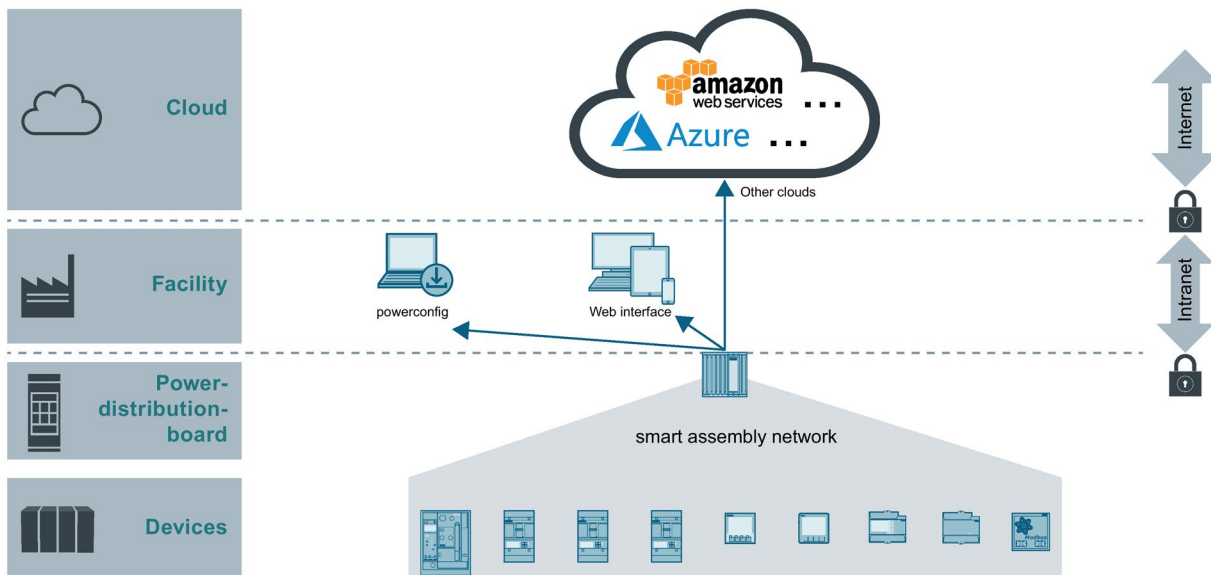 Cloud
amazon
web services ...
Azure ...
Other clouds
Internet
Facility
powerconfig
Web interface
Intranet
Power-
distribution-
board
smart assembly network
Devices
Modbus